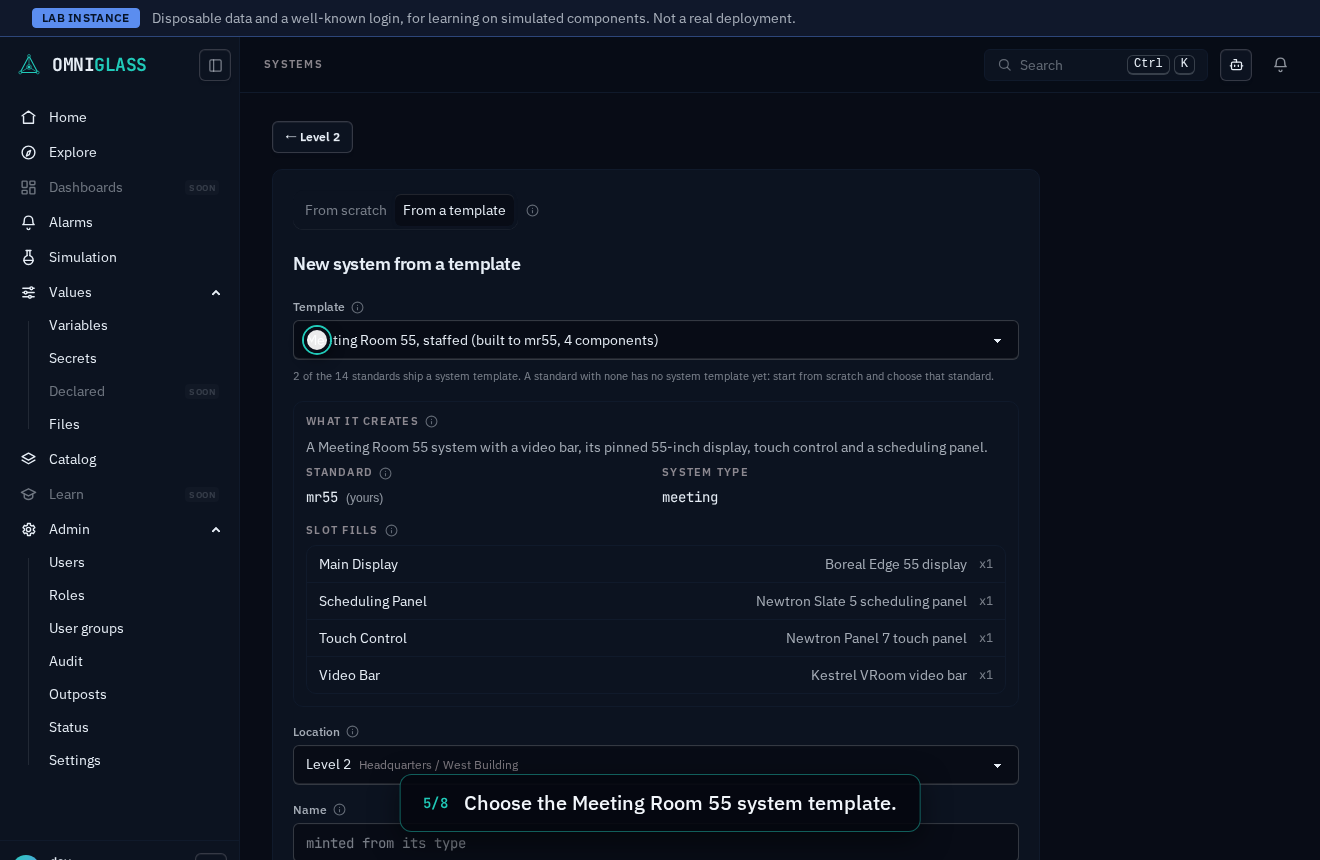 LAB INSTANCE Disposable data and a well-known login, for learning on simulated components. Not a real deployment.
OMNIGLASS
SYSTEMS
Search Ctrl K
Home
Explore
Dashboards SOON
Alarms
Simulation
Values
Variables
Secrets
Declared SOON
Files
Catalog
Learn SOON
Admin
Users
Roles
User groups
Audit
Outposts
Status
Settings
← Level 2
From scratch From a template
New system from a template
Template
Meeting Room 55, staffed (built to mr55, 4 components)
2 of the 14 standards ship a system template. A standard with none has no system template yet: start from scratch and choose that standard.
WHAT IT CREATES
A Meeting Room 55 system with a video bar, its pinned 55-inch display, touch control and a scheduling panel.
STANDARD SYSTEM TYPE
mr55 (yours) meeting
SLOT FILLS
Main Display Boreal Edge 55 display x1
Scheduling Panel Newtron Slate 5 scheduling panel x1
Touch Control Newtron Panel 7 touch panel x1
Video Bar Kestrel VRoom video bar x1
Location
Level 2 Headquarters / West Building
5/8 Choose the Meeting Room 55 system template.
Name
minted from its type